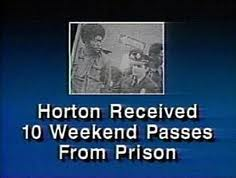 Horton Received
10 Weekend Passes
From Prison